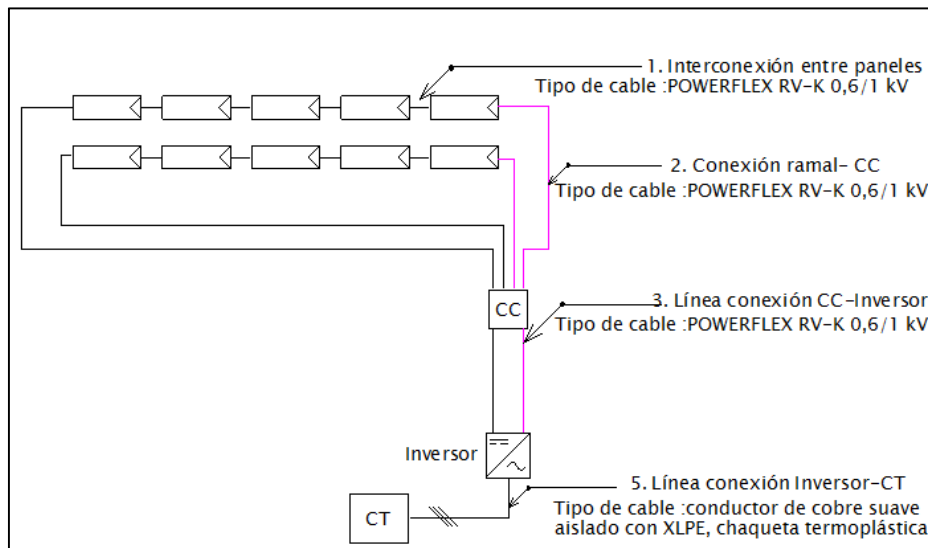 1. Interconexión entre paneles
Tipo de cable :POWERFLEX RV-K 0,6/1 kV
2. Conexión ramal- CC
Tipo de cable :POWERFLEX RV-K 0,6/1 kV
CC
3. Línea conexión CC-Inversor
Tipo de cable :POWERFLEX RV-K 0,6/1 kV
Inversor
5. Línea conexión Inversor-CT
Tipo de cable :conductor de cobre suave
aislado con XLPE, chaqueta termoplástica
CT